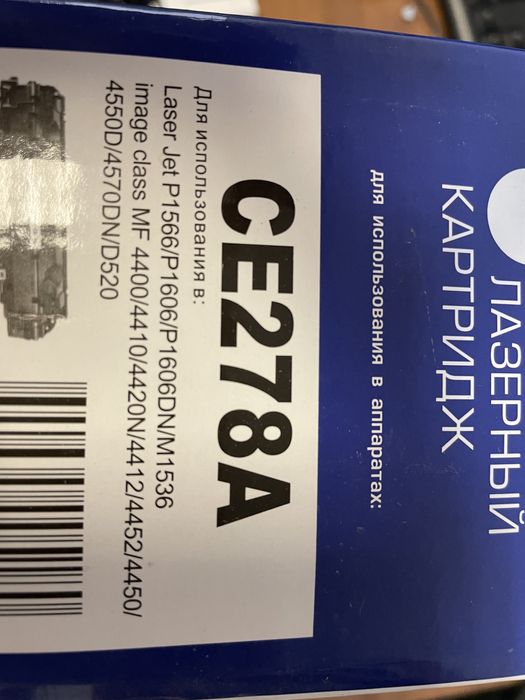 ЛАЗЕРНЫЙ
КАРТРИДЖ
для использования в аппаратах:
CE278A
Для использования в:
Laser Jet P1566/P1606/P1606DN/M1536
image class MF 4400/4410/4420N/4412/4452/4450/
4550D/4570DN/D520